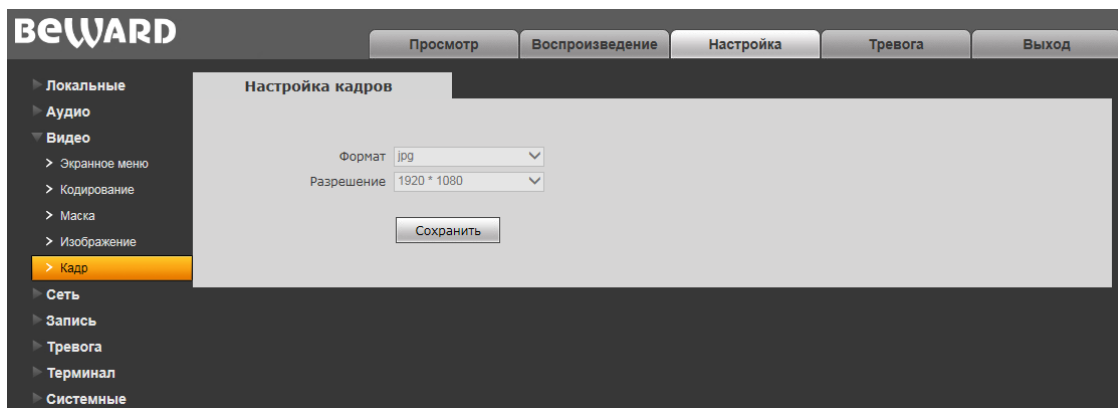 BEWARD
Просмотр Воспроизведение Настройка Тревога Выход
Локальные
Аудио
Видео
> Экранное меню
> Кодирование
> Маска
> Изображение
> Кадр
Сеть
Запись
Тревога
Терминал
Системные
Настройка кадров
Формат jpg
Разрешение 1920 * 1080
Сохранить